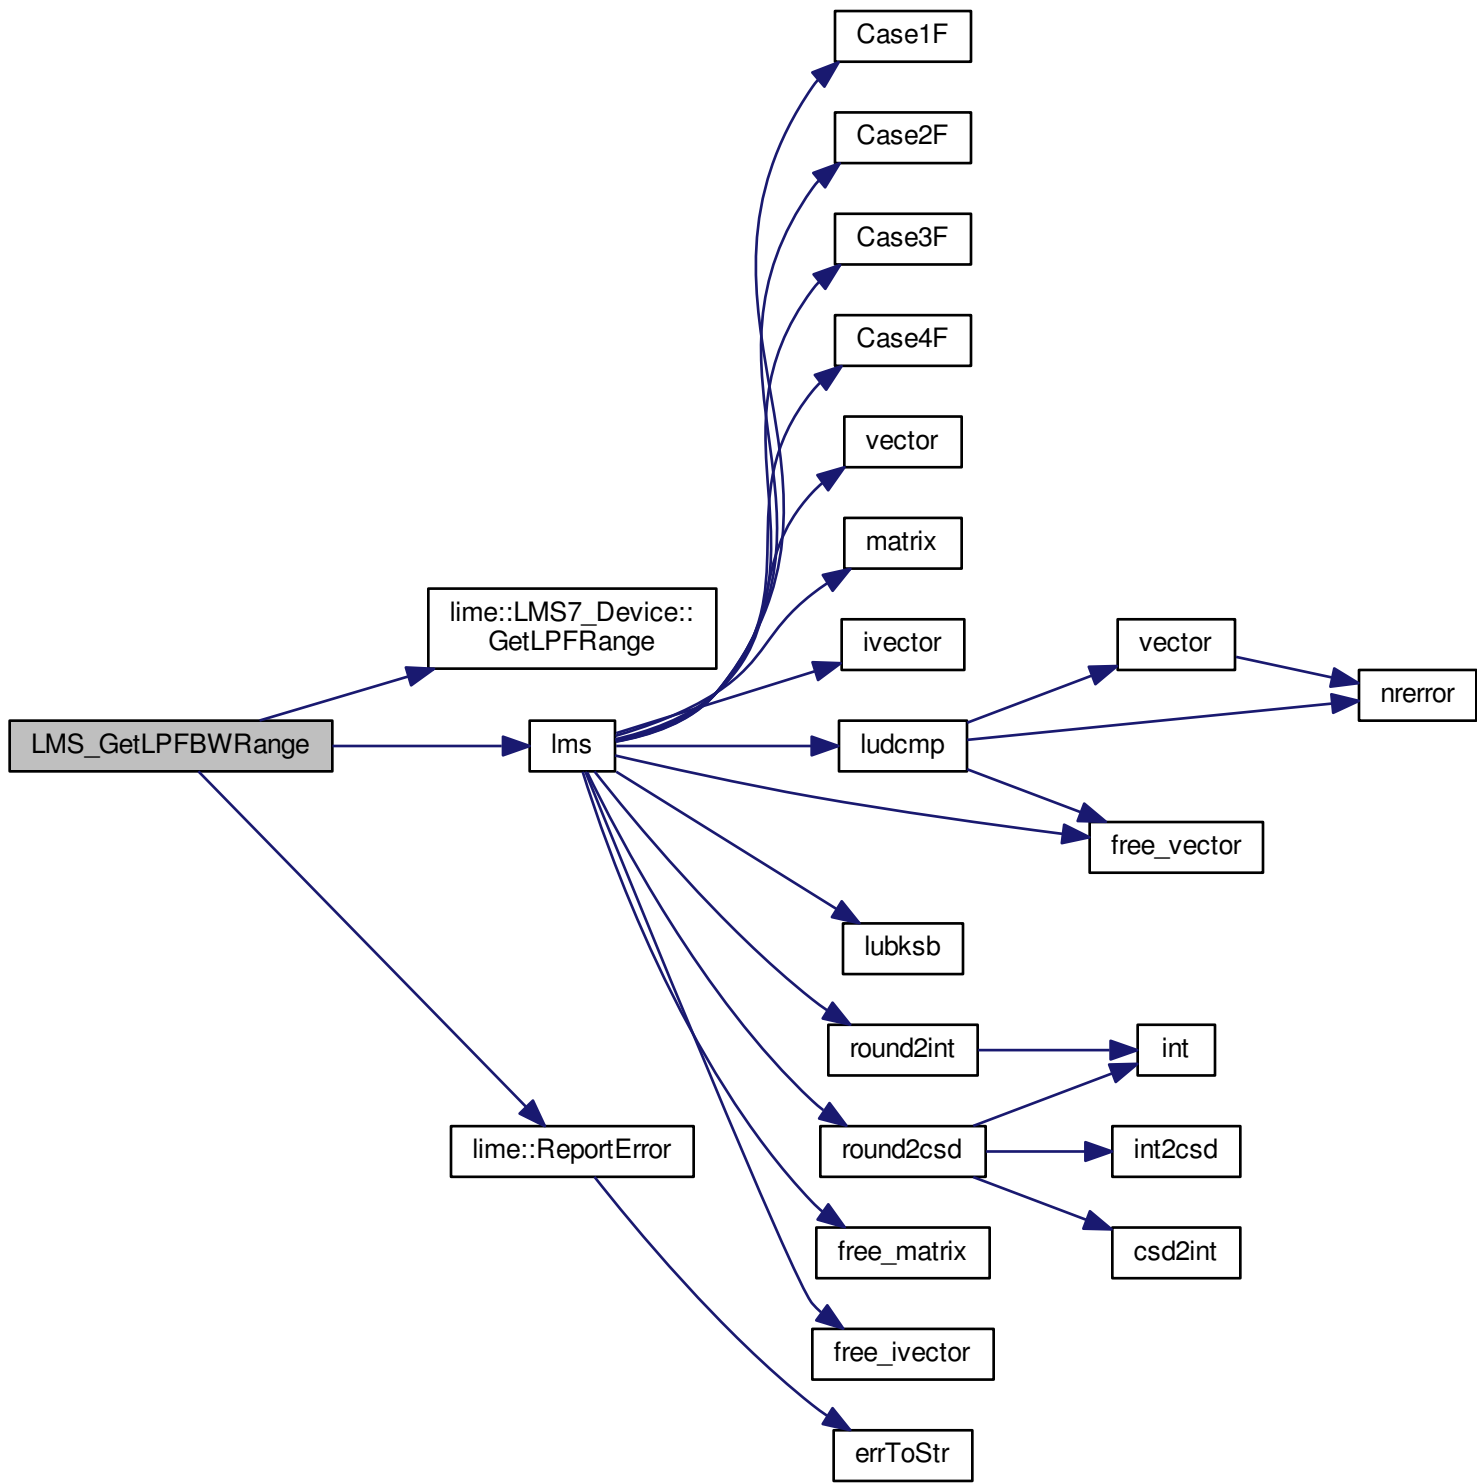 Case1F
Case2F
Case3F
Case4F
vector
matrix
lime::LMS7_Device::
GetLPFRange
ivector
vector
nrerror
LMS_GetLPFBWRange
lms
ludcmp
free_vector
lubksb
round2int
int
lime::ReportError
round2csd
int2csd
free_matrix
csd2int
free_ivector
errToStr